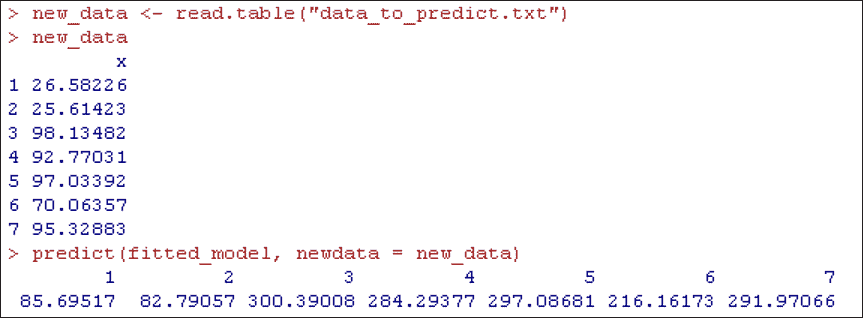 > new_data <- read.table("data_to_predict.txt")
> new_data
x
1 26.58226
2 25.61423
3 98.13482
4 92.77031
5 97.03392
6 70.06357
7 95.32883
> predict(fitted_model, newdata = new_data)
1 2 3 4 5 6 7
85.69517 82.79057 300.39008 284.29377 297.08681 216.16173 291.97066